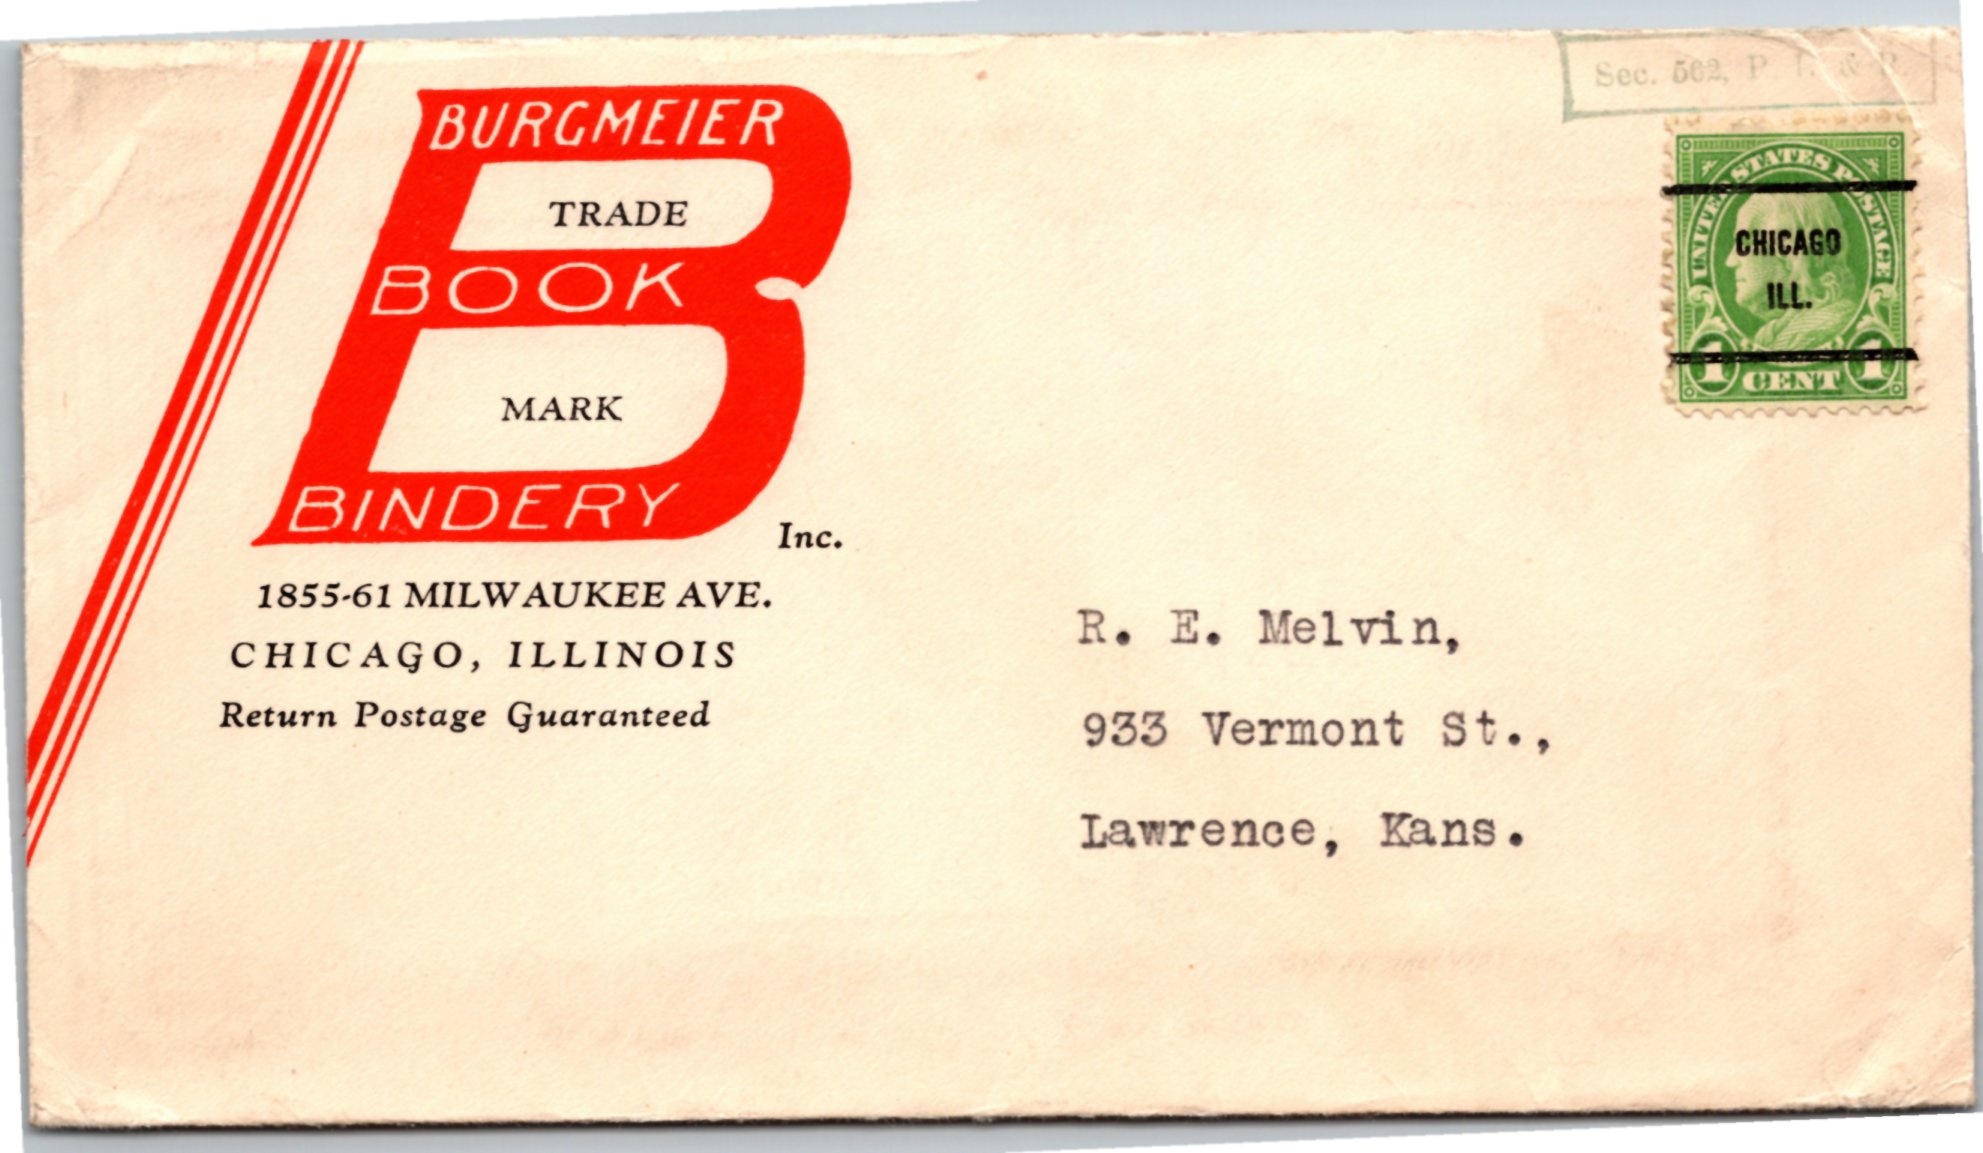 BURGMEIER
TRADE
BOOK
MARK
BINDERY
Inc.
1855-61 MILWAUKEE AVE.
CHICAGO, ILLINOIS
Return Postage Guaranteed
Sec. 562, P. L. & R.
UNITED STATES POSTAGE
CHICAGO
ILL.
1 CENT 1
R. E. Melvin,
933 Vermont St.,
Lawrence, Kans.